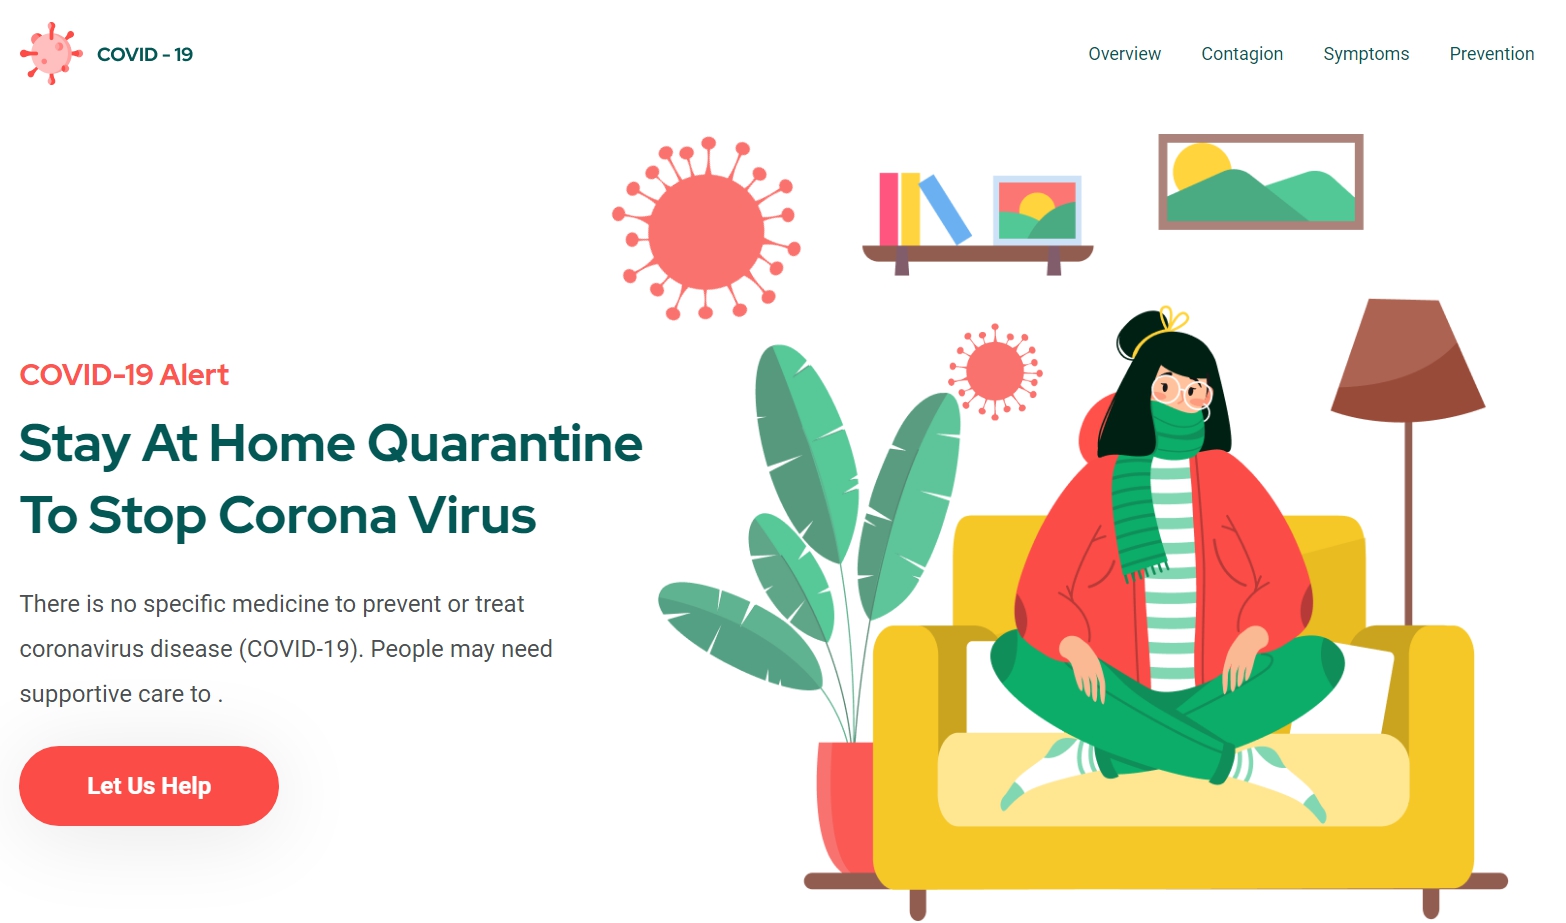 COVID - 19
Overview
Contagion
Symptoms
Prevention
COVID-19 Alert
Stay At Home Quarantine
To Stop Corona Virus
There is no specific medicine to prevent or treat
coronavirus disease (COVID-19). People may need
supportive care to .
Let Us Help